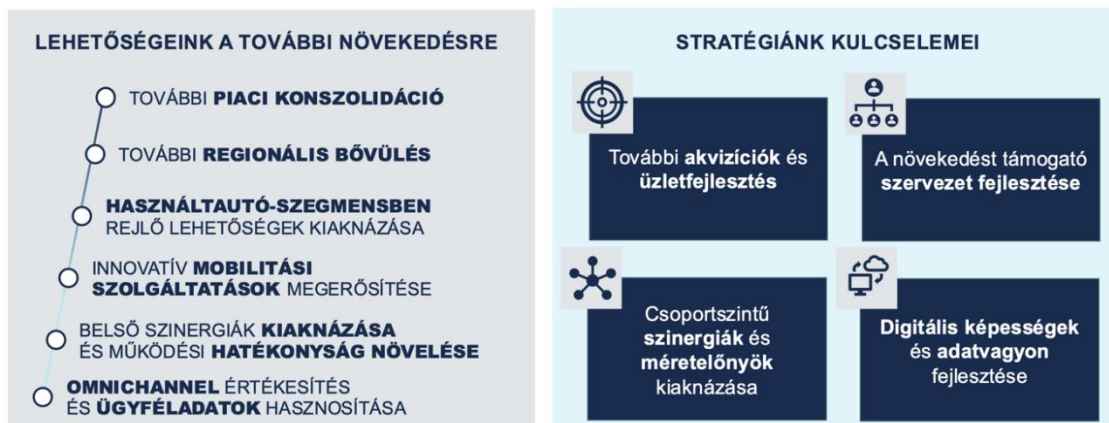 LEHETŐSÉGEINK A TOVÁBBI NÖVEKEDÉSRE
TOVÁBBI PIACI KONSZOLIDÁCIÓ
TOVÁBBI REGIONÁLIS BŐVÜLÉS
HASZNÁLTAUTÓ-SZEGMENSBEN
REJLŐ LEHETŐSÉGEK KIAKNÁZÁSA
INNOVATÍV MOBILITÁSI
SZOLGÁLTATÁSOK MEGERŐSÍTÉSE
BELSŐ SZINERGIÁK KIAKNÁZÁSA
ÉS MŰKÖDÉSI HATÉKONYSÁG NÖVELÉSE
OMNICHANNEL ÉRTÉKESÍTÉS
ÉS ÜGYFÉLADATOK HASZNOSÍTÁSA
STRATÉGIÁNK KULCSELEMEI
További akvizíciók és
üzletfejlesztés
A növekedést támogató
szervezet fejlesztése
Csoportszintű
szinergiák és
méretelőnyök
kiaknázása
Digitális képességek
és adatvagyon
fejlesztése